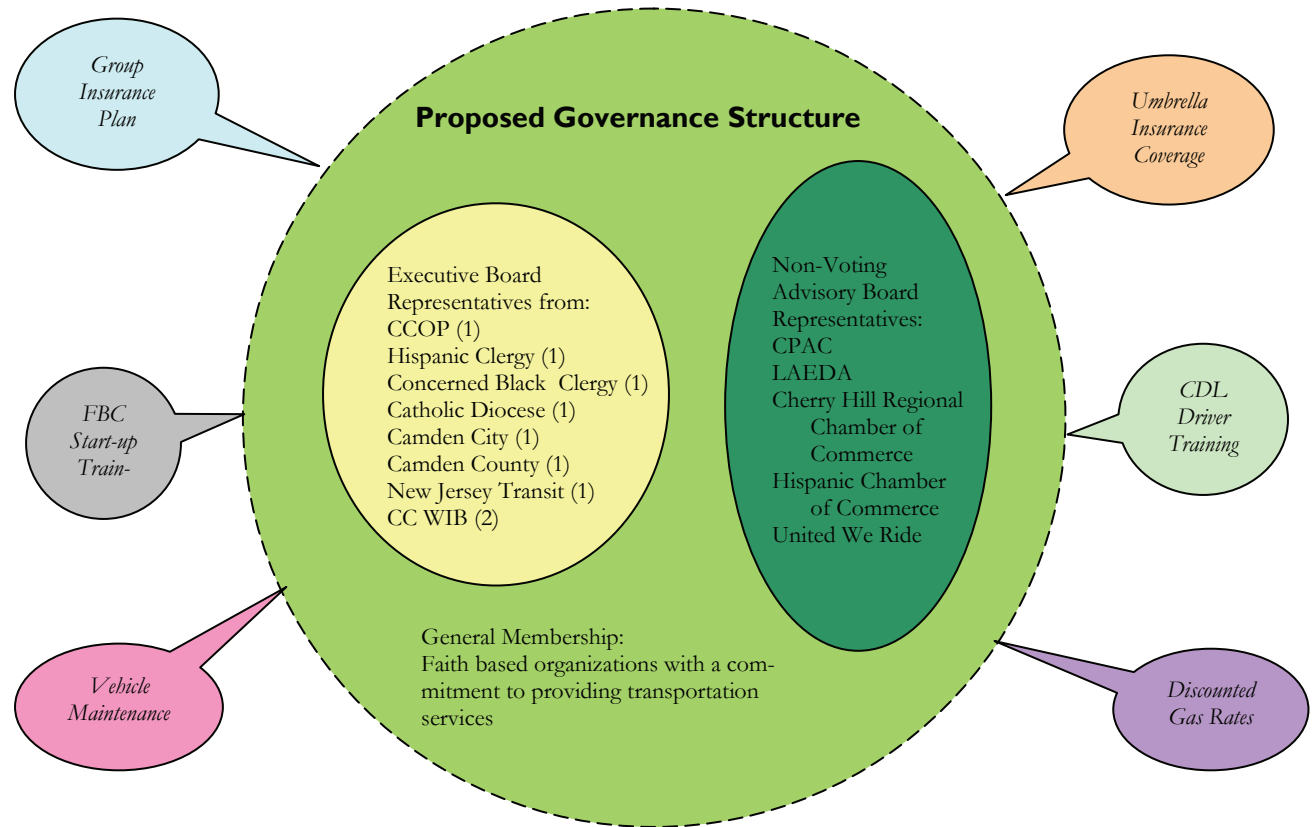 Proposed Governance Structure
Group
Insurance
Plan
Umbrella
Insurance
Coverage
Executive Board
Representatives from:
CCOP (1)
Hispanic Clergy (1)
Concerned Black  Clergy (1)
Catholic Diocese (1)
Camden City (1)
Camden County (1)
New Jersey Transit (1)
CC WIB (2)
Non-Voting
Advisory Board
Representatives:
CPAC
LAEDA
Cherry Hill Regional
Chamber of
Commerce
Hispanic Chamber
of Commerce
United We Ride
FBC
Start-up
Train-
CDL
Driver
Training
General Membership:
Faith based organizations with a com-
mitment to providing transportation
services
Vehicle
Maintenance
Discounted
Gas Rates